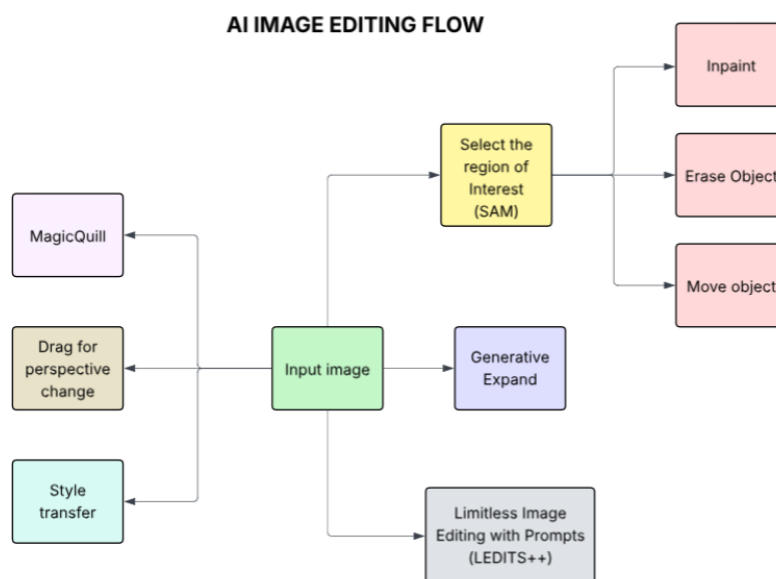 AI IMAGE EDITING FLOW
Inpaint
Select the
region of
Interest
(SAM)
Erase Object
MagicQuill
Move object
Drag for
perspective
change
Input image
Generative
Expand
Style
transfer
Limitless Image
Editing with Prompts
(LEDITS++)